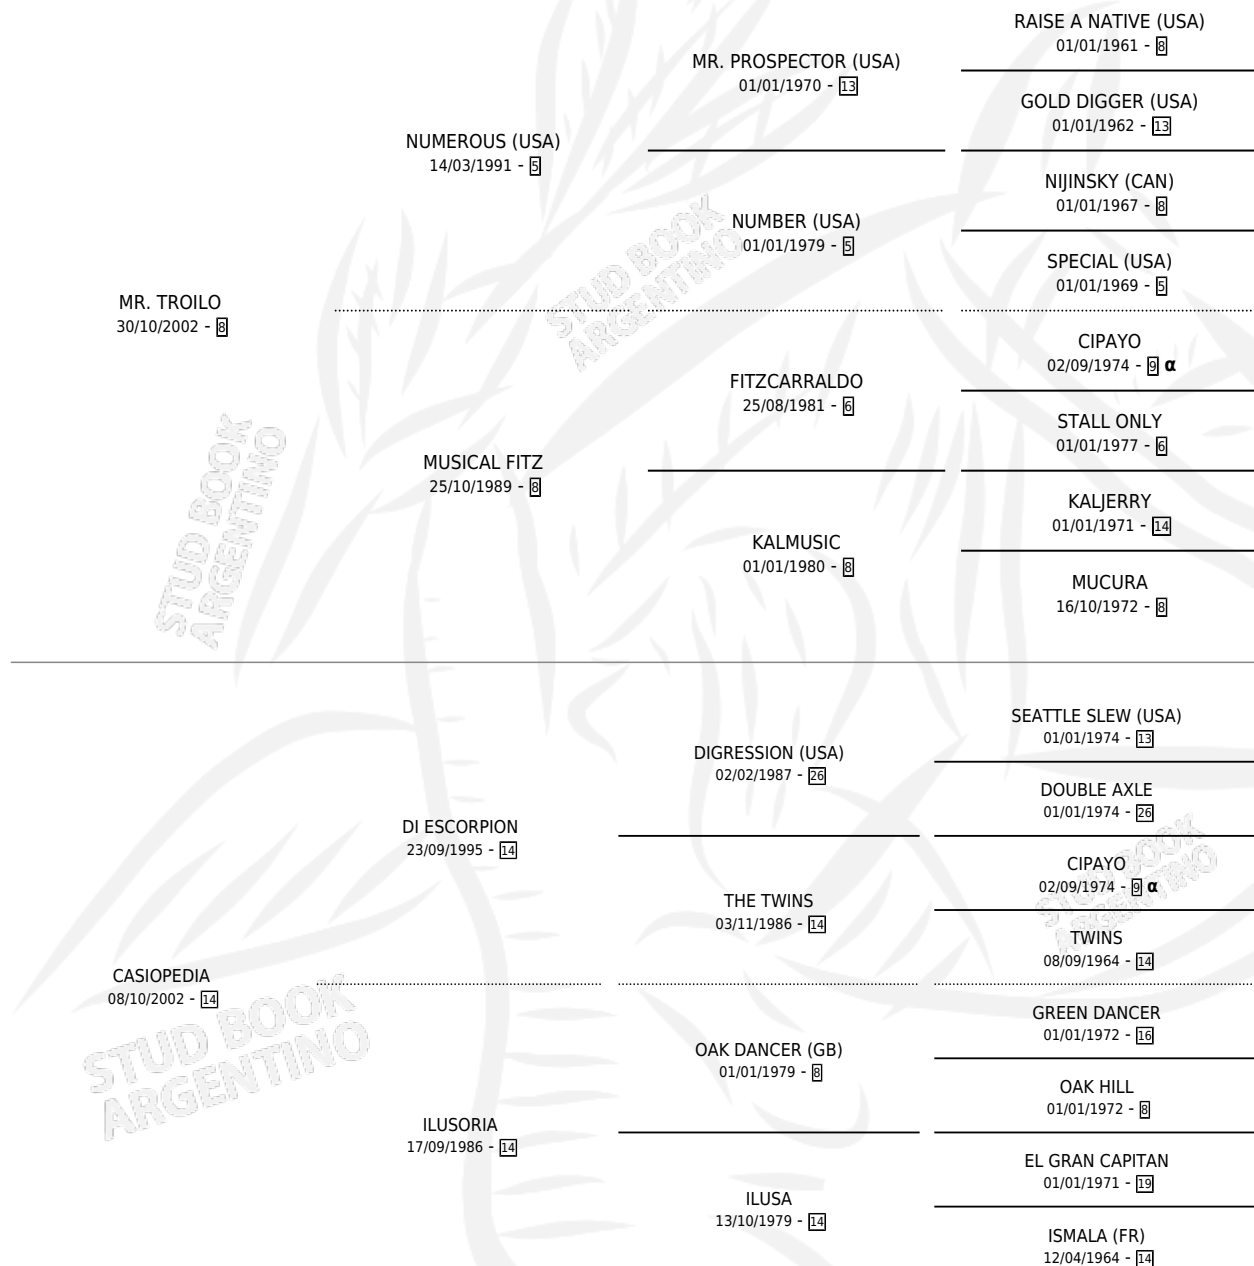 RAISE A NATIVE (USA)
01/01/1961 - 8
MR. PROSPECTOR (USA)
01/01/1970 - 13
GOLD DIGGER (USA)
01/01/1962 - 13
NUMEROUS (USA)
14/03/1991 - 5
NIJINSKY (CAN)
01/01/1967 - 8
NUMBER (USA)
01/01/1979 - 5
SPECIAL (USA)
01/01/1969 - 5
MR. TROILO
30/10/2002 - 8
CIPAYO
02/09/1974 - 9 α
FITZCARRALDO
25/08/1981 - 6
STALL ONLY
01/01/1977 - 6
MUSICAL FITZ
25/10/1989 - 8
KALJERRY
01/01/1971 - 14
KALMUSIC
01/01/1980 - 8
MUCURA
16/10/1972 - 8
SEATTLE SLEW (USA)
01/01/1974 - 13
DIGRESSION (USA)
02/02/1987 - 26
DOUBLE AXLE
01/01/1974 - 26
DI ESCORPION
23/09/1995 - 14
CIPAYO
02/09/1974 - 9 α
THE TWINS
03/11/1986 - 14
TWINS
08/09/1964 - 14
CASIOPEDIA
08/10/2002 - 14
GREEN DANCER
01/01/1972 - 16
OAK DANCER (GB)
01/01/1979 - 8
OAK HILL
01/01/1972 - 8
ILUSORIA
17/09/1986 - 14
EL GRAN CAPITAN
01/01/1971 - 19
ILUSA
13/10/1979 - 14
ISMALA (FR)
12/04/1964 - 14
STUD BOOK
ARGENTINO
STUD BOOK
ARGENTINO
STUD BOOK
ARGENTINO
STUD BOOK
ARGENTINO